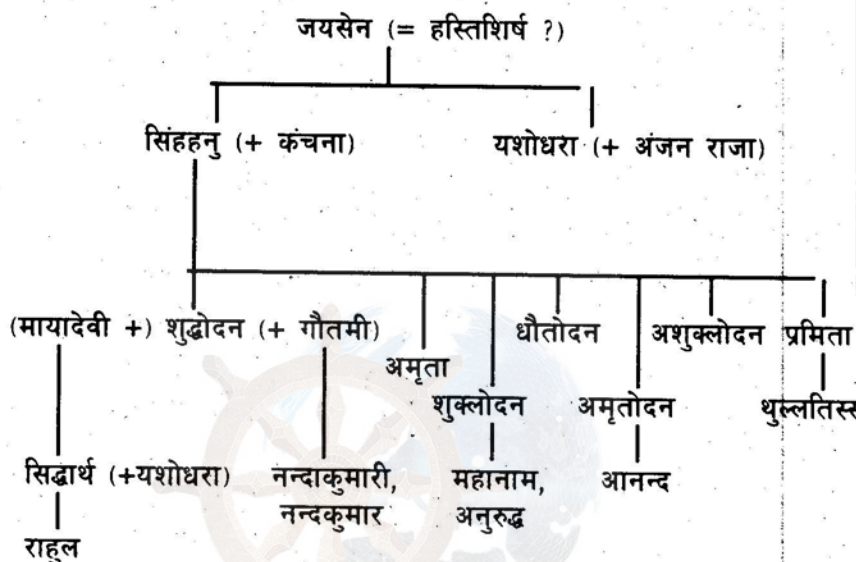 जयसेन (= हस्तिशिर्ष ?)
सिंहहनु (+ कंचना) यशोधरा (+ अंजन राजा)
(मायादेवी +) शुद्धोदन (+ गौतमी) धौतोदन अशुक्लोदन प्रमिता
अमृता
शुक्लोदन अमृतोदन थुल्लतिस्स
सिद्धार्थ (+यशोधरा) नन्दाकुमारी, महानाम, आनन्द
नन्दकुमार अनुरुद्ध
राहुल